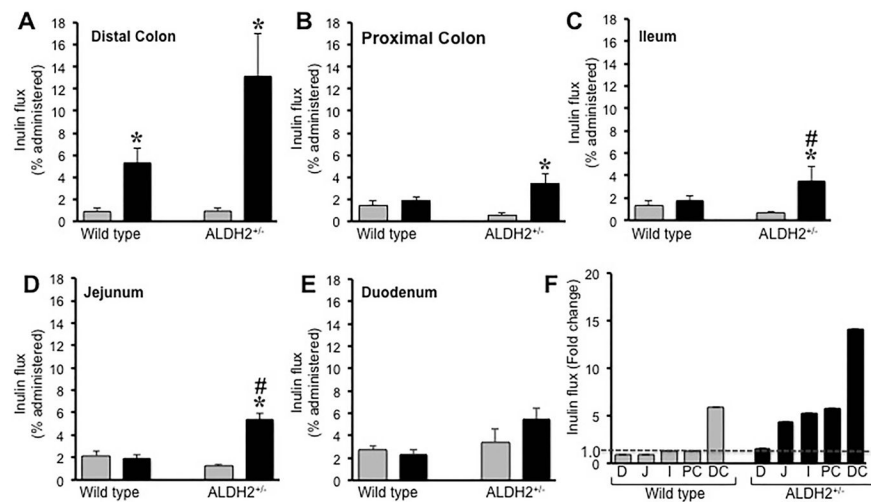 A
Distal Colon
Inulin flux
(% administered)
18
16
14
12
10
8
6
4
2
0
*
*
Wild type
ALDH2+/-
B
Proximal Colon
Inulin flux
(% administered)
18
16
14
12
10
8
6
4
2
0
*
Wild type
ALDH2+/-
C
Ileum
Inulin flux
(% administered)
18
16
14
12
10
8
6
4
2
0
#
*
Wild type
ALDH2+/-
D
Jejunum
Inulin flux
(% administered)
18
16
14
12
10
8
6
4
2
0
#
*
Wild type
ALDH2+/-
E
Duodenum
Inulin flux
(% administered)
18
16
14
12
10
8
6
4
2
0
Wild type
ALDH2+/-
F
Inulin flux (Fold change)
20
15
10
5
1.0
0
D J I PC DC
D J I PC DC
Wild type
ALDH2+/-